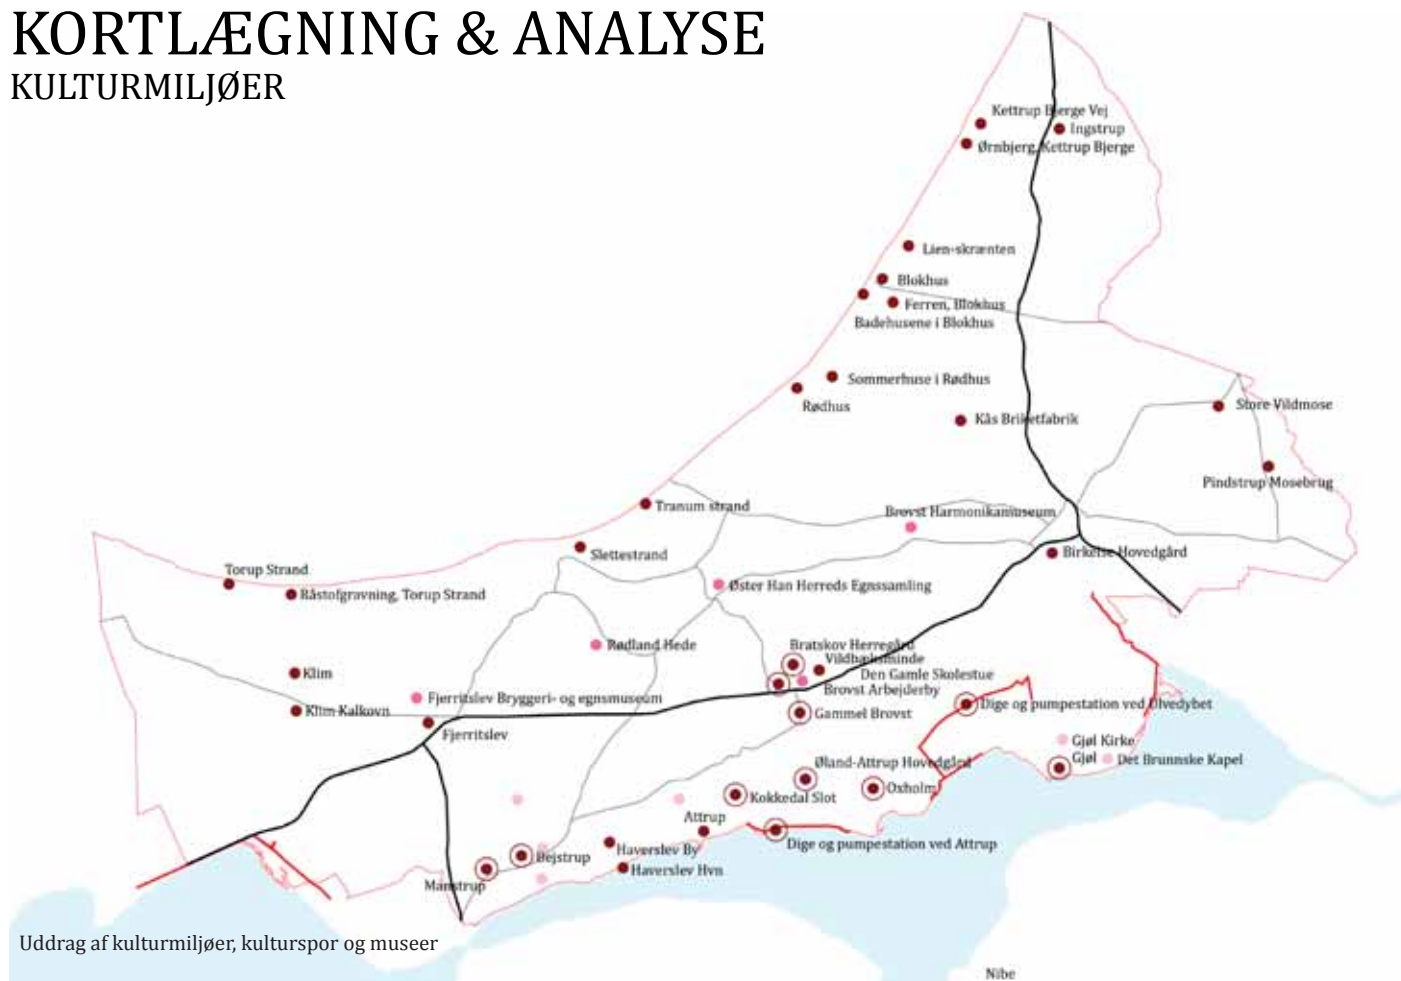 KORTLÆGNING & ANALYSE
KULTURMILJØER
Kettrup Bjerge Vej
Ingstrup
Ørnbjerg, Kettrup Bjerge
Lien-skrænten
Blokhus
Ferren, Blokhus
Badehusene i Blokhus
Sommerhuse i Rødhus
Rødhus
Kås Briketfabrik
Store Vildmose
Pindstrup Mosebrug
Tranum strand
Brovst Harmonikamuseum
Slettestrand
Birkelse Hovedgård
Torup Strand
Råstofgravning, Torup Strand
Øster Han Herreds Egnssamling
Rødland Hede
Bratskov Herregård
Vildbæksminde
Den Gamle Skolestue
Brovst Arbejderby
Klim
Fjerritslev Bryggeri- og egnsmuseum
Klim Kalkovn
Gammel Brovst
Dige og pumpestation ved Ulvedybet
Fjerritslev
Gjøl Kirke
Gjøl
Det Brunnske Kapel
Øland-Attrup Hovedgård
Oxholm
Kokkedal Slot
Attrup
Dige og pumpestation ved Attrup
Haverslev By
Bejstrup
Haverslev Hvn
Manstrup
Uddrag af kulturmiljøer, kulturspor og museer
Nibe